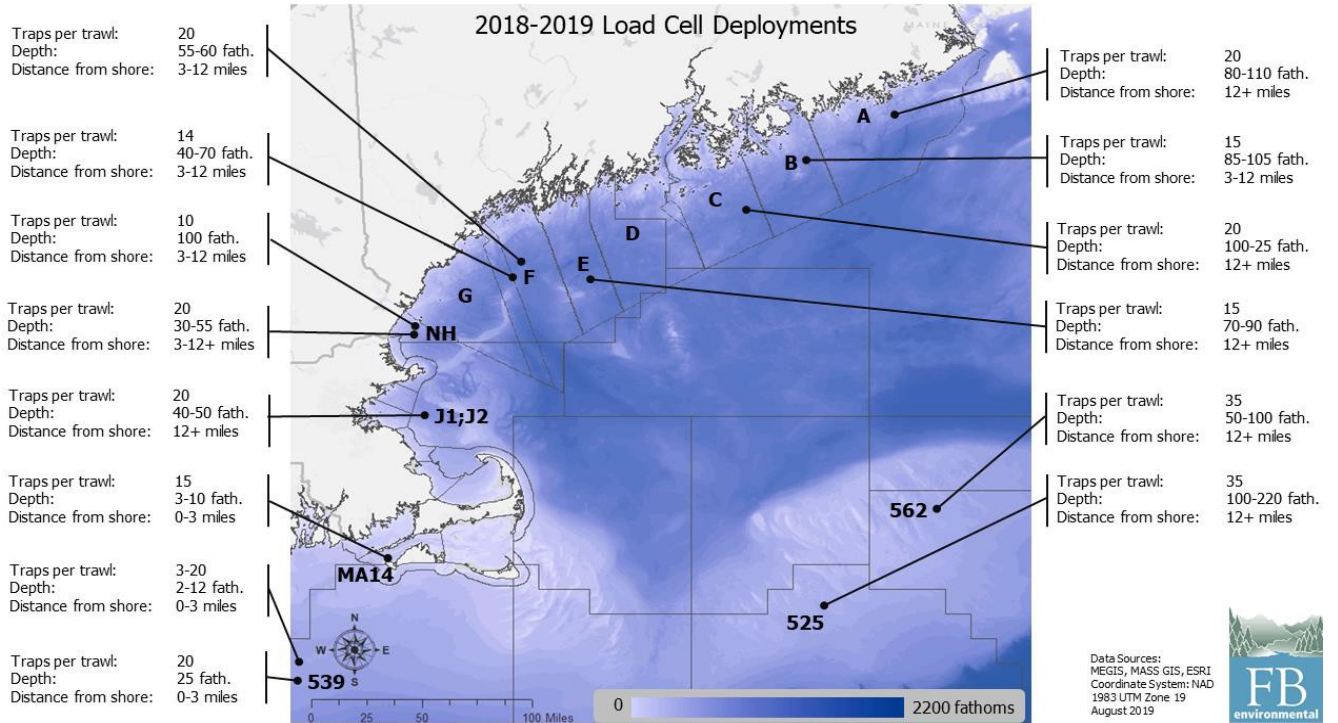 2018-2019 Load Cell Deployments
Traps per trawl: 20
Depth: 55-60 fath.
Distance from shore: 3-12 miles
Traps per trawl: 14
Depth: 40-70 fath.
Distance from shore: 3-12 miles
Traps per trawl: 10
Depth: 100 fath.
Distance from shore: 3-12 miles
Traps per trawl: 20
Depth: 30-55 fath.
Distance from shore: 3-12+ miles
Traps per trawl: 20
Depth: 40-50 fath.
Distance from shore: 12+ miles
Traps per trawl: 15
Depth: 3-10 fath.
Distance from shore: 0-3 miles
Traps per trawl: 3-20
Depth: 2-12 fath.
Distance from shore: 0-3 miles
Traps per trawl: 20
Depth: 25 fath.
Distance from shore: 0-3 miles
MAINE
A
B
C
D
E
F
G
NH
J1;J2
MA14
562
525
539
N
W E
S
0 50 100 Miles
0 2200 fathoms
Traps per trawl: 20
Depth: 80-110 fath.
Distance from shore: 12+ miles
Traps per trawl: 15
Depth: 85-105 fath.
Distance from shore: 3-12 miles
Traps per trawl: 20
Depth: 100-25 fath.
Distance from shore: 12+ miles
Traps per trawl: 15
Depth: 70-90 fath.
Distance from shore: 12+ miles
Traps per trawl: 35
Depth: 50-100 fath.
Distance from shore: 12+ miles
Traps per trawl: 35
Depth: 100-220 fath.
Distance from shore: 12+ miles
Data Sources:
MEGIS, MASS GIS, ESRI
Coordinate System: NAD
1983 UTM Zone 19
August 2019
FB
environmental